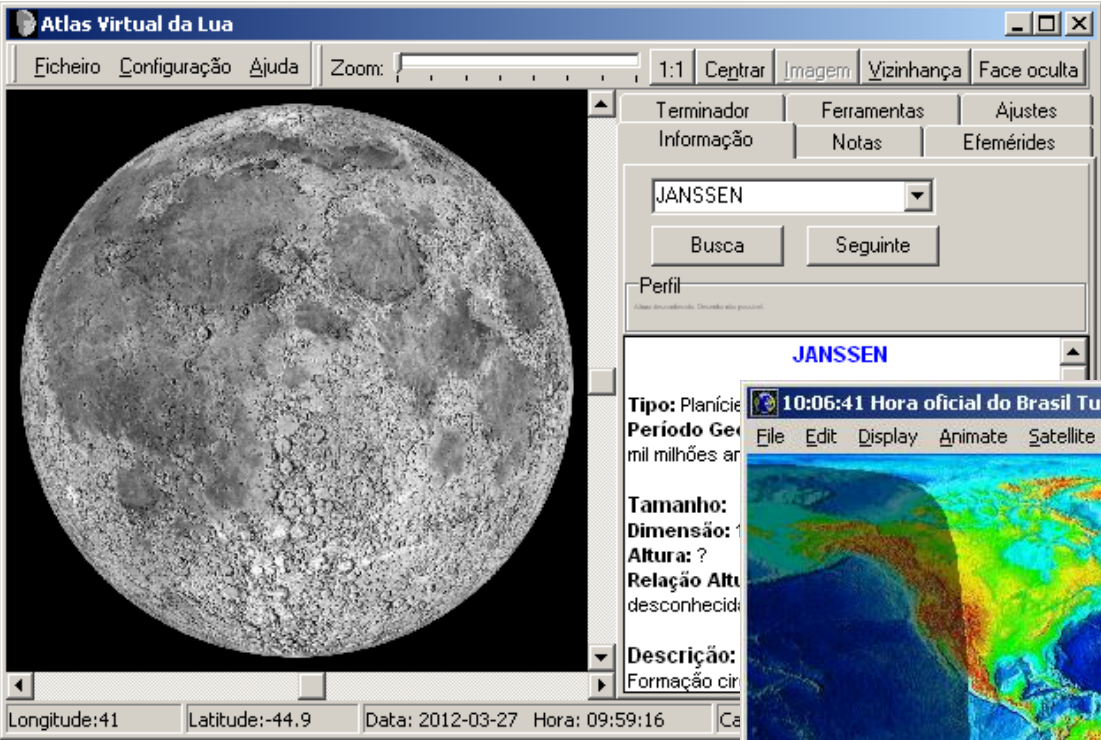 Atlas Virtual da Lua
Ficheiro Configuração Ajuda Zoom: 1:1 Centrar Imagem Vizinhança Face oculta
Terminador Ferramentas Ajustes
Informação Notas Efemérides
JANSSEN
Busca Seguinte
Perfil
JANSSEN
Tipo: Planície
Período Geo
mil milhões an
Tamanho:
Dimensão: 1
Altura: ?
Relação Altu
desconhecida
Descrição:
Formação cir
10:06:41 Hora oficial do Brasil Tu
File Edit Display Animate Satellite
Longitude:41 Latitude:-44.9 Data: 2012-03-27 Hora: 09:59:16 Ca